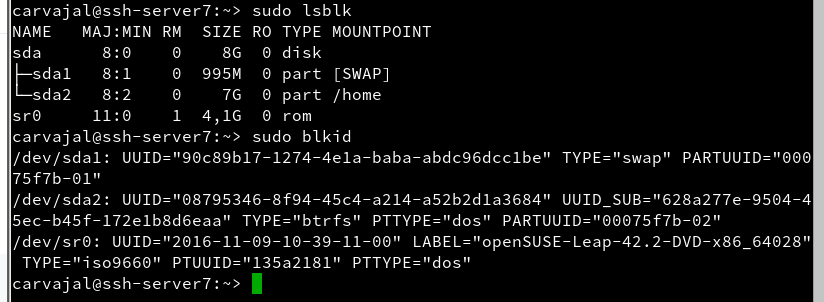 carvajal@ssh-server7:~> sudo lsblk
NAME   MAJ:MIN RM  SIZE RO TYPE MOUNTPOINT
sda      8:0    0    8G  0 disk
├─sda1   8:1    0  995M  0 part [SWAP]
└─sda2   8:2    0    7G  0 part /home
sr0     11:0    1  4,1G  0 rom
carvajal@ssh-server7:~> sudo blkid
/dev/sda1: UUID="90c89b17-1274-4e1a-baba-abdc96dcc1be" TYPE="swap" PARTUUID="000
75f7b-01"
/dev/sda2: UUID="08795346-8f94-45c4-a214-a52b2d1a3684" UUID_SUB="628a277e-9504-4
5ec-b45f-172e1b8d6eaa" TYPE="btrfs" PTTYPE="dos" PARTUUID="00075f7b-02"
/dev/sr0: UUID="2016-11-09-10-39-11-00" LABEL="openSUSE-Leap-42.2-DVD-x86_64028"
 TYPE="iso9660" PTUUID="135a2181" PTTYPE="dos"
carvajal@ssh-server7:~>